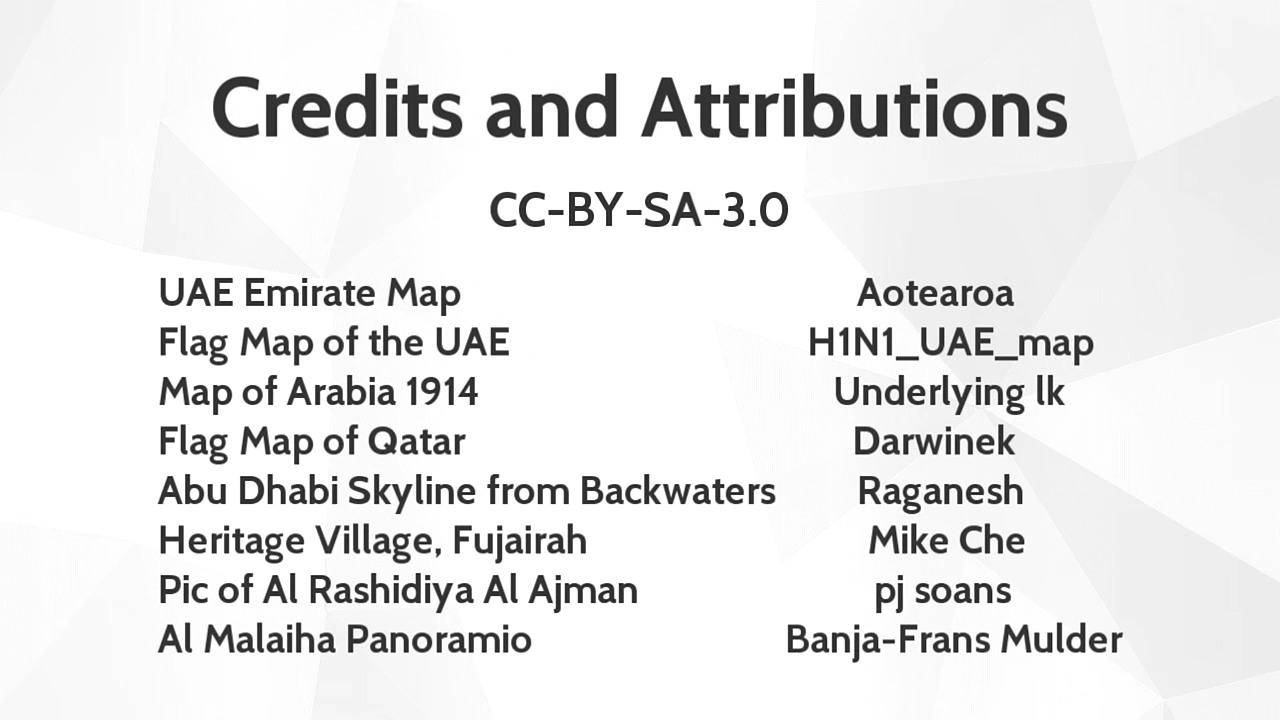 Credits and Attributions
CC-BY-SA-3.0
UAE Emirate Map Aotearoa
Flag Map of the UAE H1N1_UAE_map
Map of Arabia 1914 Underlying lk
Flag Map of Qatar Darwinek
Abu Dhabi Skyline from Backwaters Raganesh
Heritage Village, Fujairah Mike Che
Pic of Al Rashidiya Al Ajman pj soans
Al Malaiha Panoramio Banja-Frans Mulder